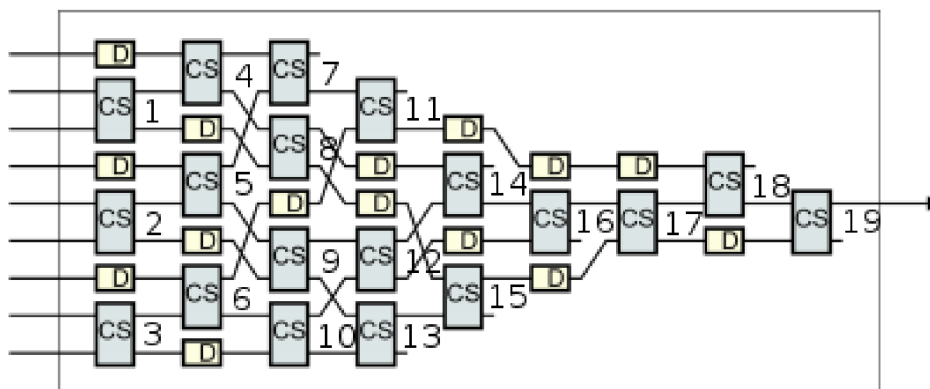 D CS 4 CS 7
CS 1 D CS 8 CS 11 D
D CS 5 D CS 14 D D CS 18
CS 2 D D CS 16 CS 17 CS 19
D CS 9 CS 12 D D
D CS 6 CS 15 D
CS 3 D CS 10 CS 13